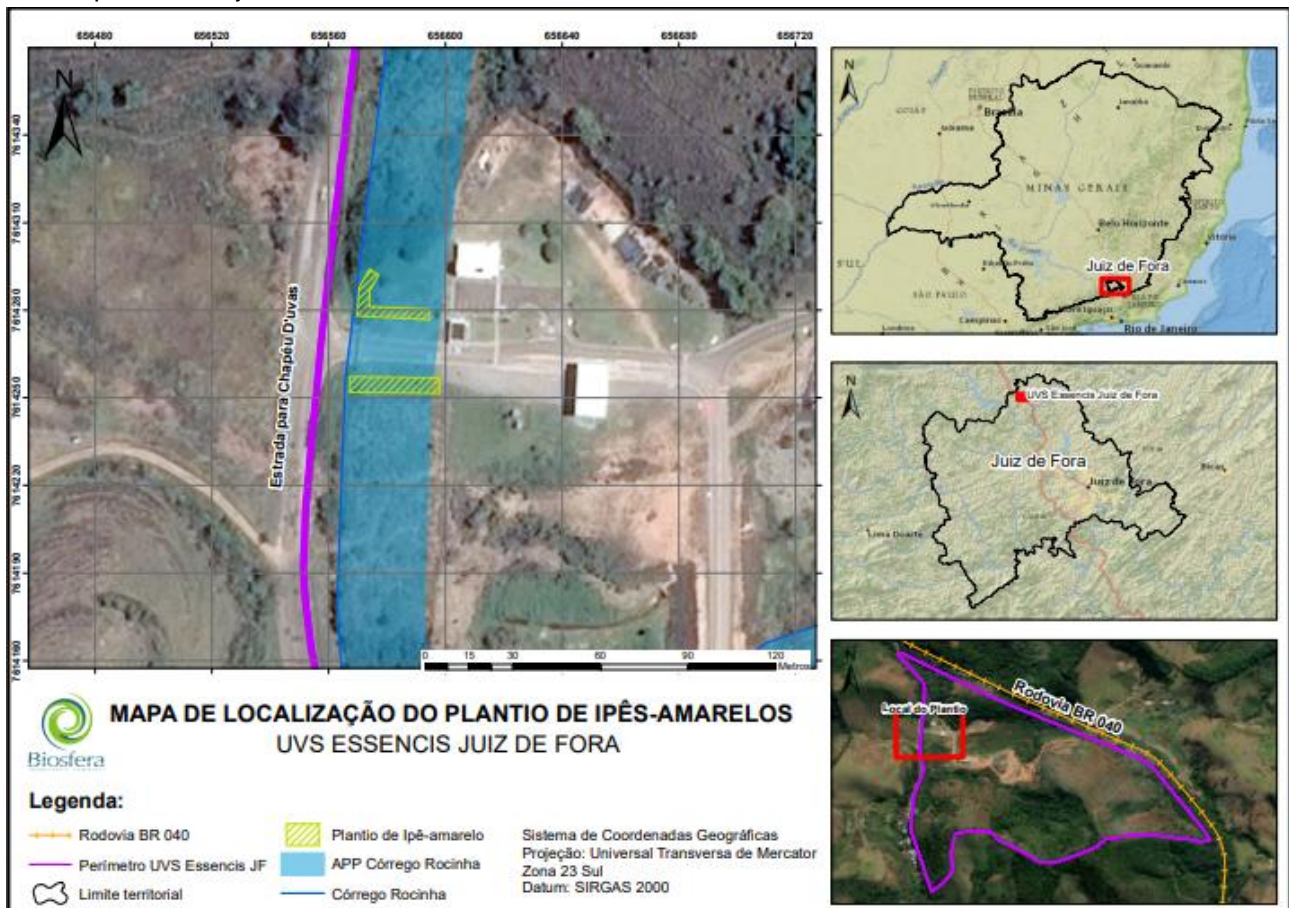 656480 656520 656560 656600 656640 656680 656720
N
7614340
7614310
7614280
7614250
7614220
7614190
7614160
Estrada para Chapéu D'uvas
0 15 30 60 90 120
Metros
N
GOIÁS
Brasília
MINAS GERAIS
Belo Horizonte
Vitória
SUL
SÃO PAULO
Juiz de Fora
Campinas
Londrina
Rio de Janeiro
N
UVS Essencis Juiz de Fora
Juiz de Fora
Juiz de Fora
Bicas
Lima Duarte
Rodovia BR 040
Local do Plantio
Biosfera
MAPA DE LOCALIZAÇÃO DO PLANTIO DE IPÊS-AMARELOS
UVS ESSENCIS JUIZ DE FORA
Legenda:
Rodovia BR 040
Perímetro UVS Essencis JF
Limite territorial
Plantio de Ipê-amarelo
APP Córrego Rocinha
Córrego Rocinha
Sistema de Coordenadas Geográficas
Projeção: Universal Transversa de Mercator
Zona 23 Sul
Datum: SIRGAS 2000